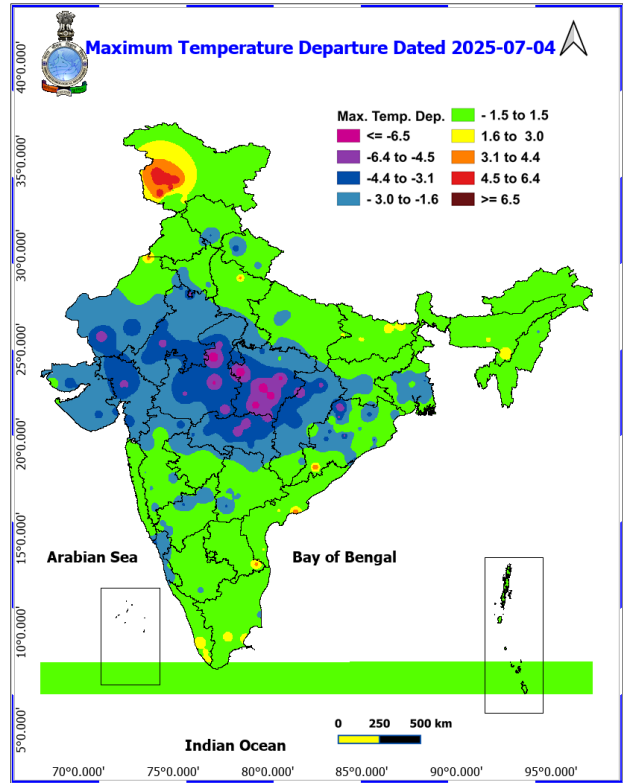 Maximum Temperature Departure Dated 2025-07-04
Max. Temp. Dep.
<= -6.5
-6.4 to -4.5
-4.4 to -3.1
- 3.0 to -1.6
- 1.5 to 1.5
1.6 to 3.0
3.1 to 4.4
4.5 to 6.4
>= 6.5
40°0.000'
35°0.000'
30°0.000'
25°0.000'
20°0.000'
15°0.000'
10°0.000'
5°0.000'
Arabian Sea
Bay of Bengal
Indian Ocean
0 250 500 km
70°0.000' 75°0.000' 80°0.000' 85°0.000' 90°0.000' 95°0.000'